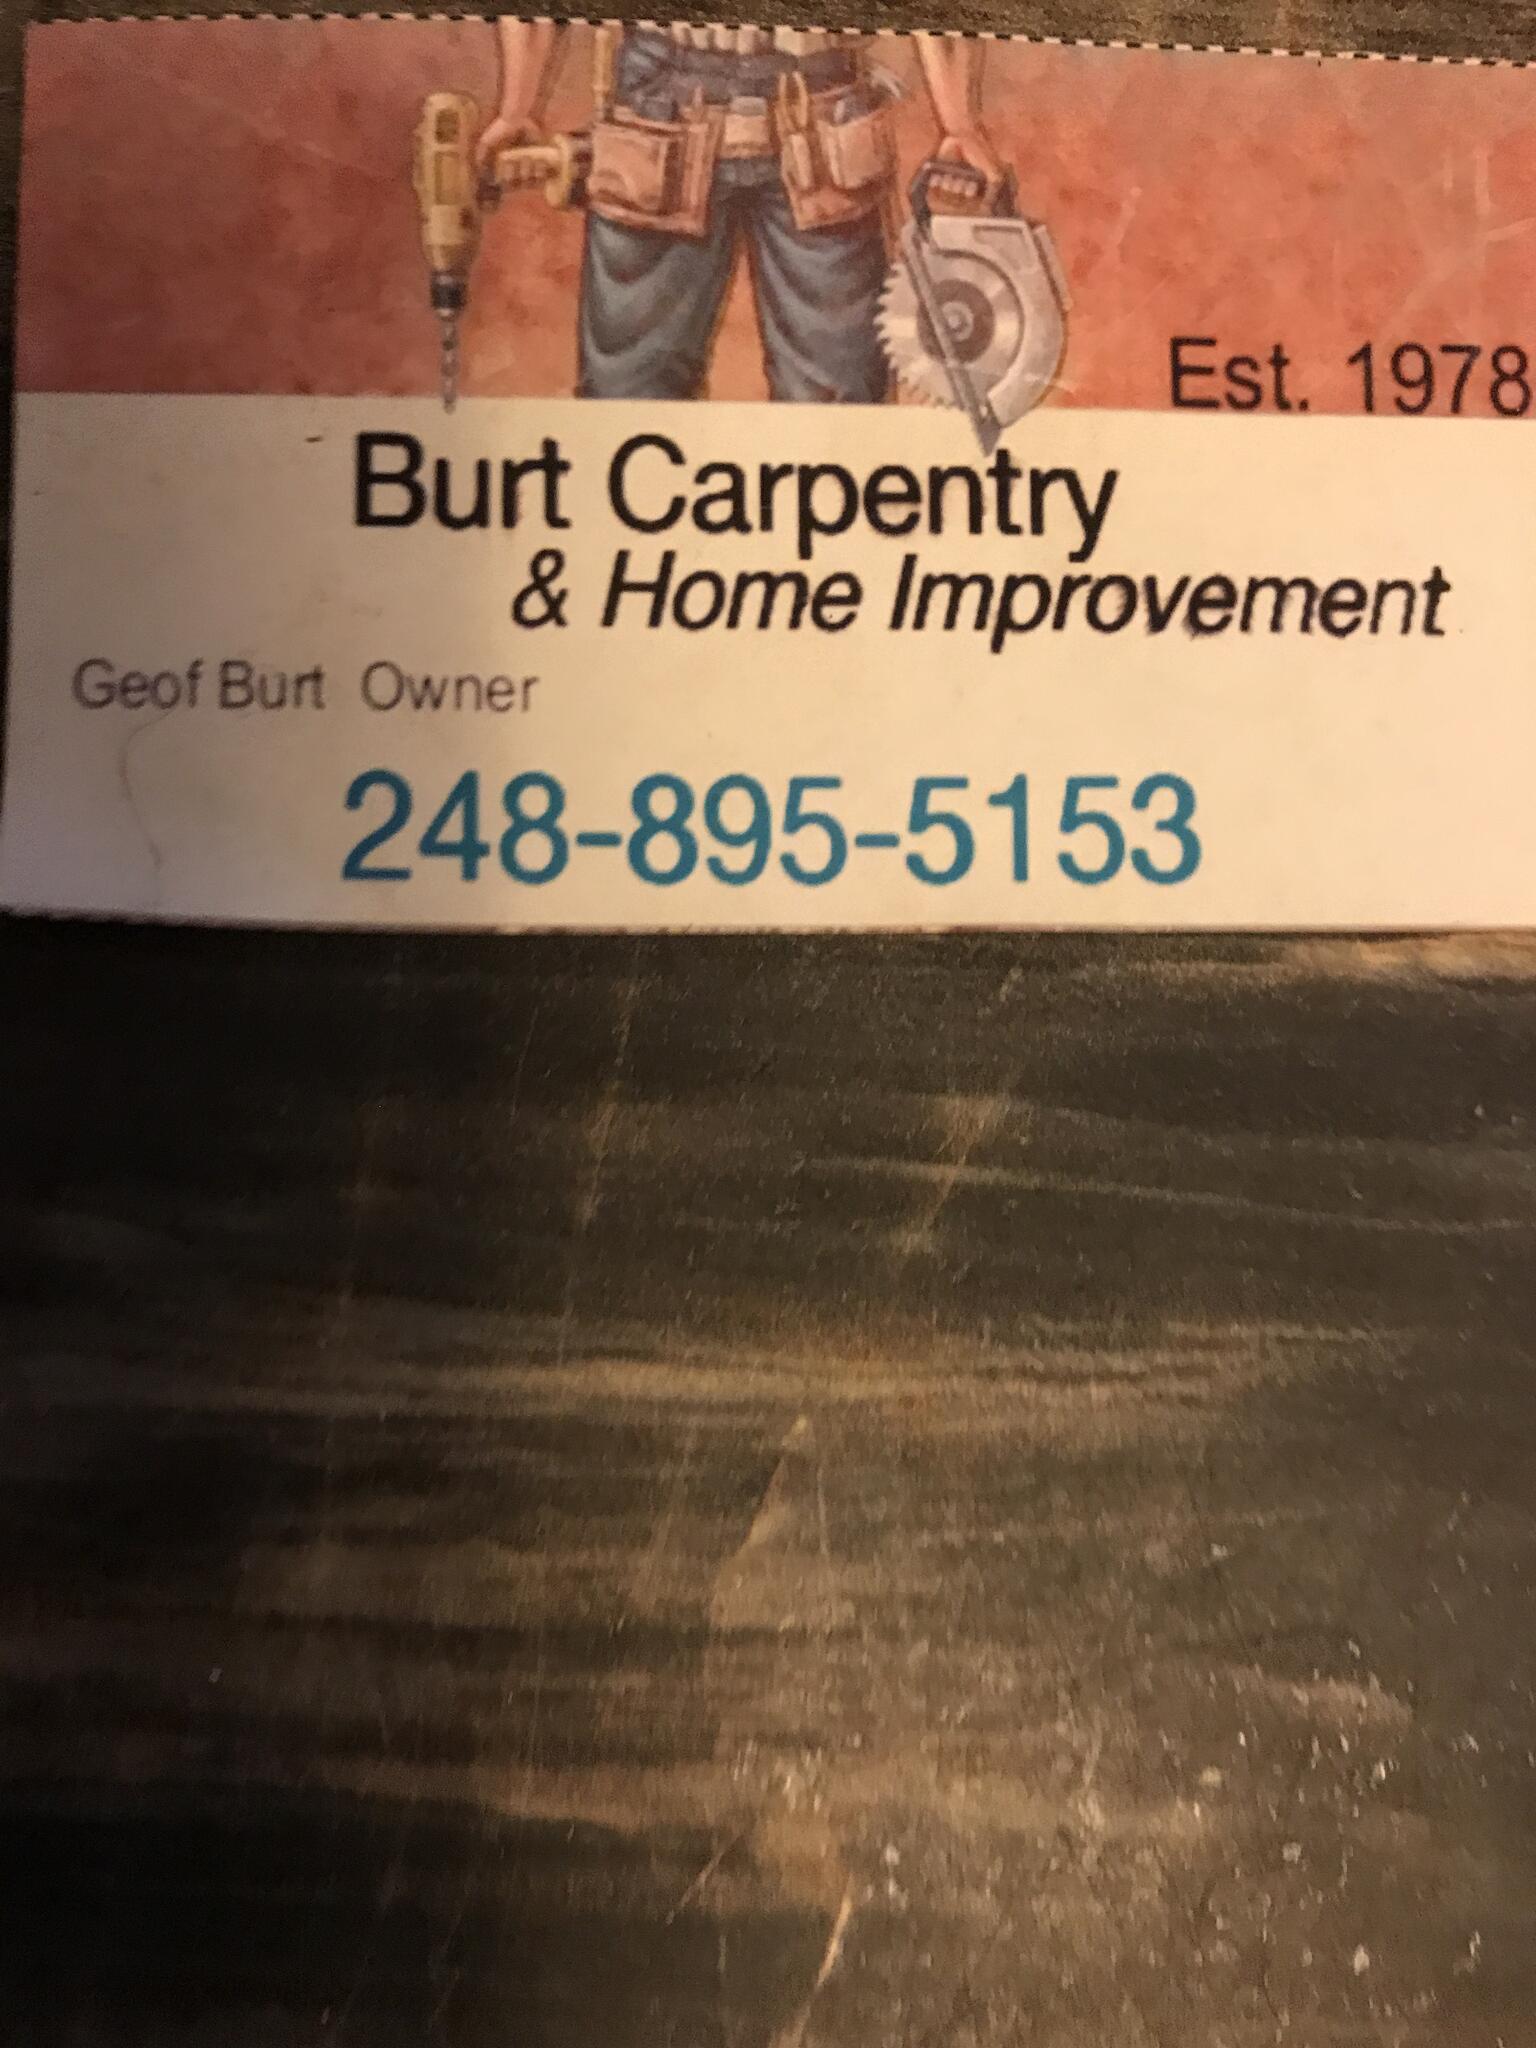 Est. 1978
Burt Carpentry
& Home Improvement
Geof Burt Owner
248-895-5153